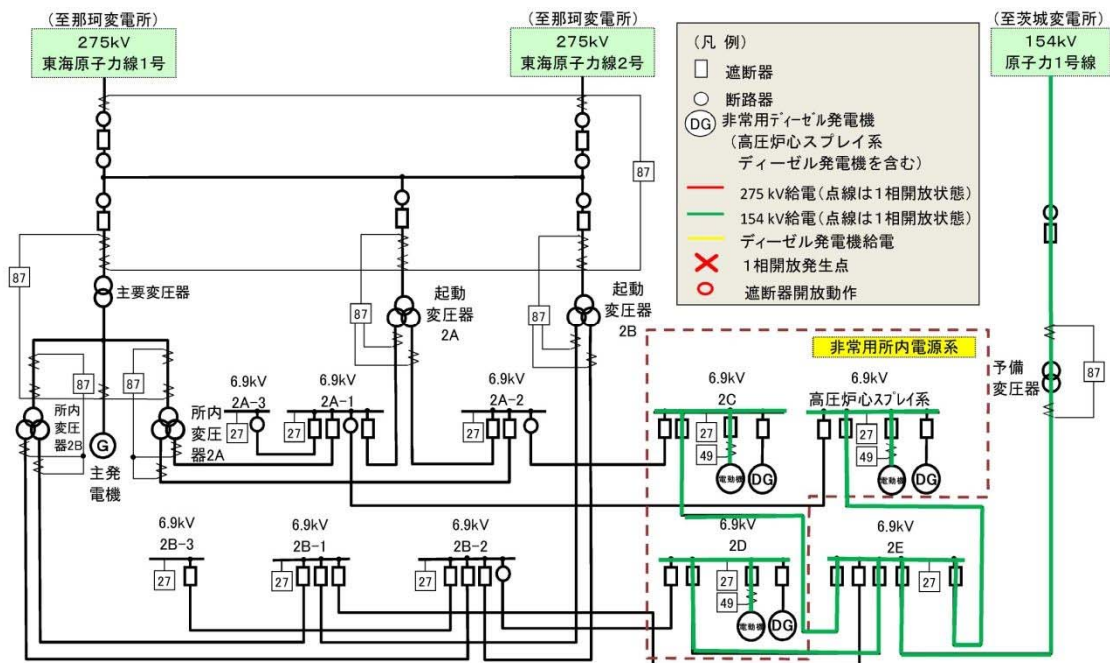 (至那珂変電所)
275kV
東海原子力線1号
(至那珂変電所)
275kV
東海原子力線2号
(至茨城変電所)
154kV
原子力1号線
(凡 例)
遮断器
断路器
DG 非常用ディーゼル発電機
(高圧炉心スプレイ系
ディーゼル発電機を含む)
275 kV給電(点線は1相開放状態)
154 kV給電(点線は1相開放状態)
ディーゼル発電機給電
1相開放発生点
遮断器開放動作
87
87
87
87
主要変圧器
起動
変圧器
2A
起動
変圧器
2B
87
87
所内
変圧
器2B
G
主発
電機
所内
変圧
器2A
予備
変圧器
87
非常用所内電源系
6.9kV
2A-3
27
6.9kV
2A-1
27
6.9kV
2A-2
27
6.9kV
2C
27
49
電動機
DG
6.9kV
高圧炉心スプレイ系
27
49
電動機
DG
6.9kV
2B-3
27
6.9kV
2B-1
27
6.9kV
2B-2
27
6.9kV
2D
27
49
電動機
DG
6.9kV
2E
27